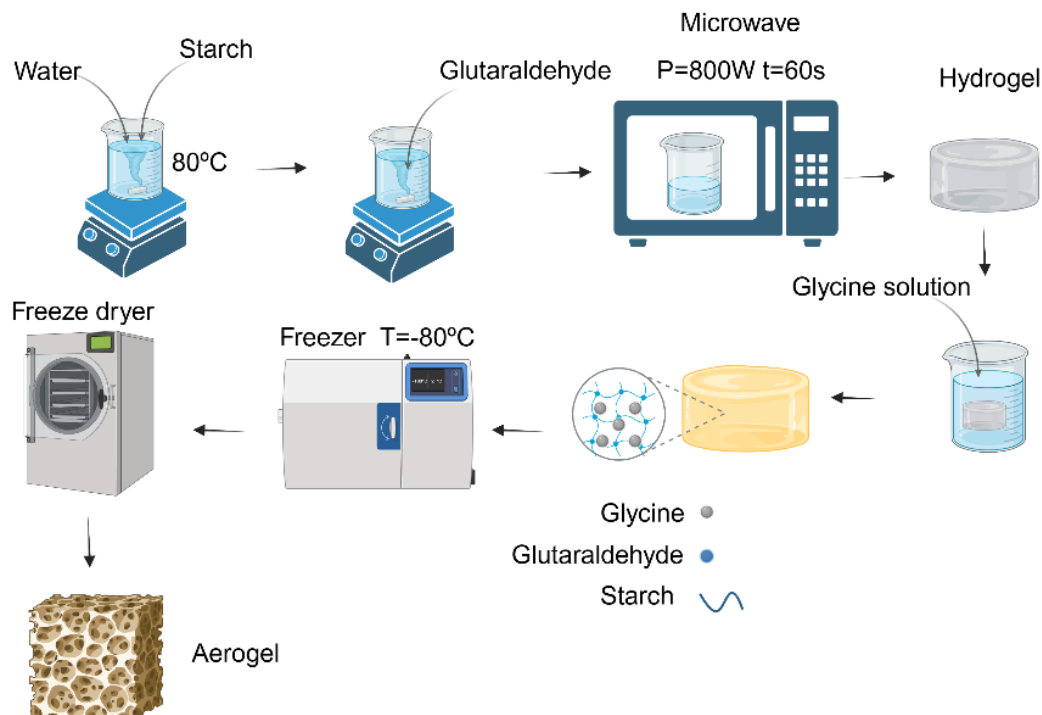 Microwave
Water
Starch
80ºC
Glutaraldehyde
P=800W t=60s
Hydrogel
Glycine solution
Freezer T=-80ºC
Freeze dryer
Glycine
Glutaraldehyde
Starch
Aerogel